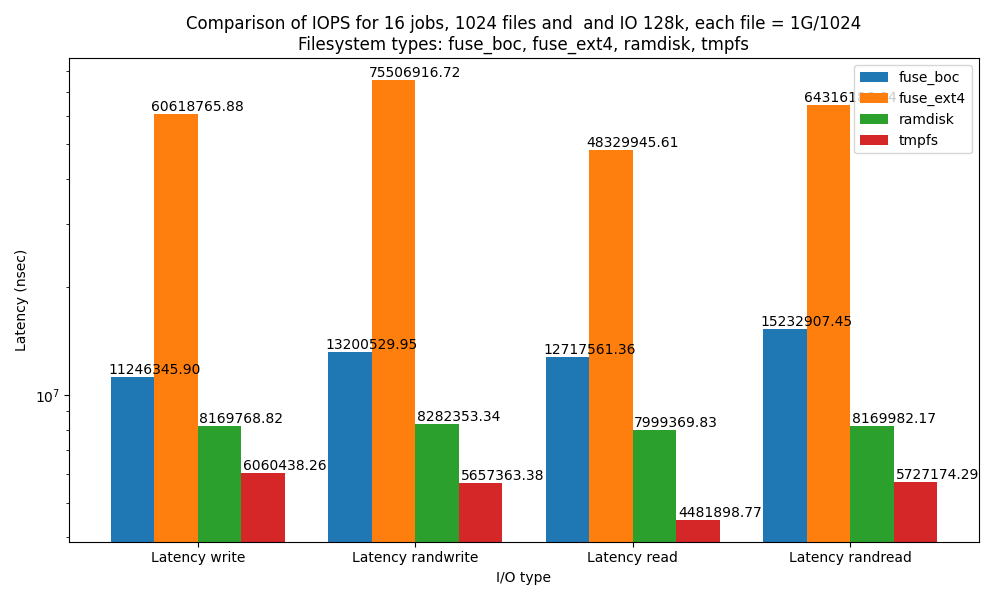 Comparison of IOPS for 16 jobs, 1024 files and  and IO 128k, each file = 1G/1024
Filesystem types: fuse_boc, fuse_ext4, ramdisk, tmpfs
fuse_boc
fuse_ext4
ramdisk
tmpfs
Latency (nsec)
10^7
60618765.88
75506916.72
48329945.61
11246345.90
13200529.95
12717561.36
15232907.45
8169768.82
8282353.34
7999369.83
8169982.17
6060438.26
5657363.38
4481898.77
5727174.29
Latency write
Latency randwrite
Latency read
Latency randread
I/O type